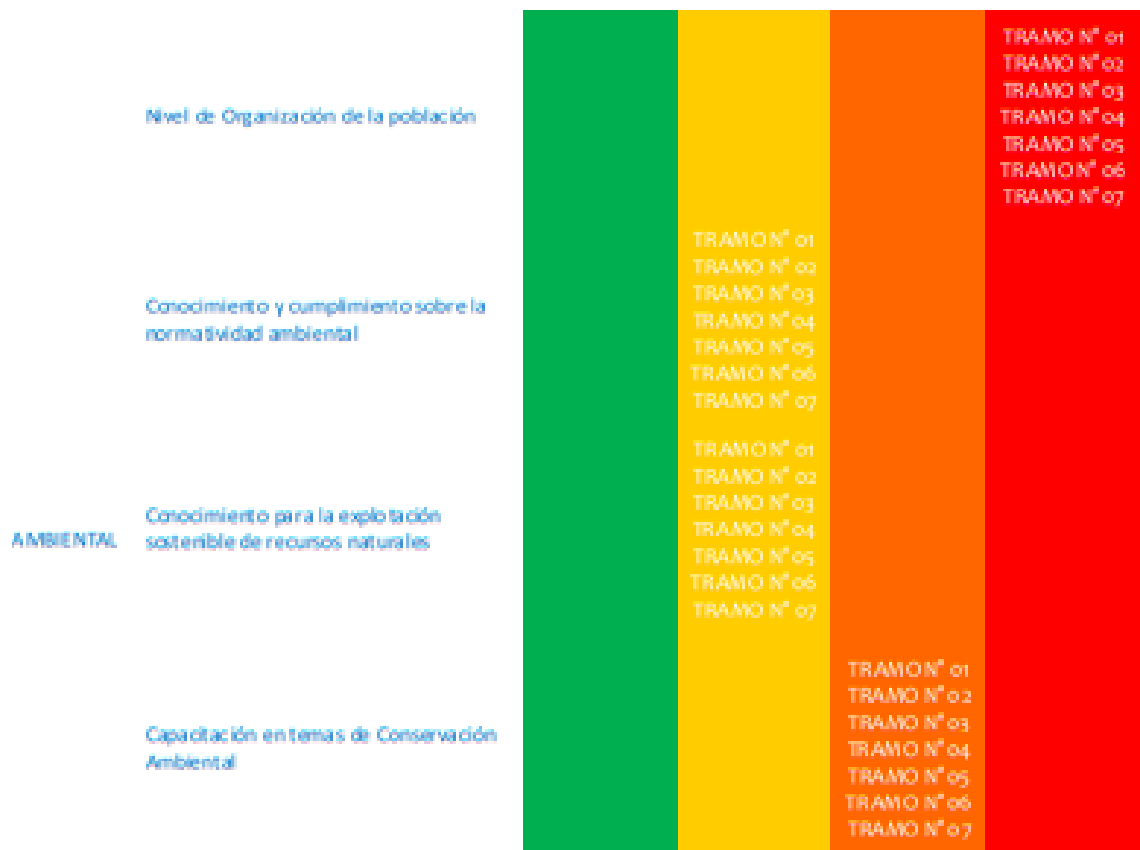 Nivel de Organización de la población
TRAMO N° 01
TRAMO N° 02
TRAMO N° 03
TRAMO N° 04
TRAMO N° 05
TRAMO N° 06
TRAMO N° 07
Conocimiento y cumplimiento sobre la
normatividad ambiental
TRAMO N° 01
TRAMO N° 02
TRAMO N° 03
TRAMO N° 04
TRAMO N° 05
TRAMO N° 06
TRAMO N° 07
AMBIENTAL
Conocimiento para la explotación
sostenible de recursos naturales
TRAMO N° 01
TRAMO N° 02
TRAMO N° 03
TRAMO N° 04
TRAMO N° 05
TRAMO N° 06
TRAMO N° 07
Capacitación en temas de Conservación
Ambiental
TRAMO N° 01
TRAMO N° 02
TRAMO N° 03
TRAMO N° 04
TRAMO N° 05
TRAMO N° 06
TRAMO N° 07